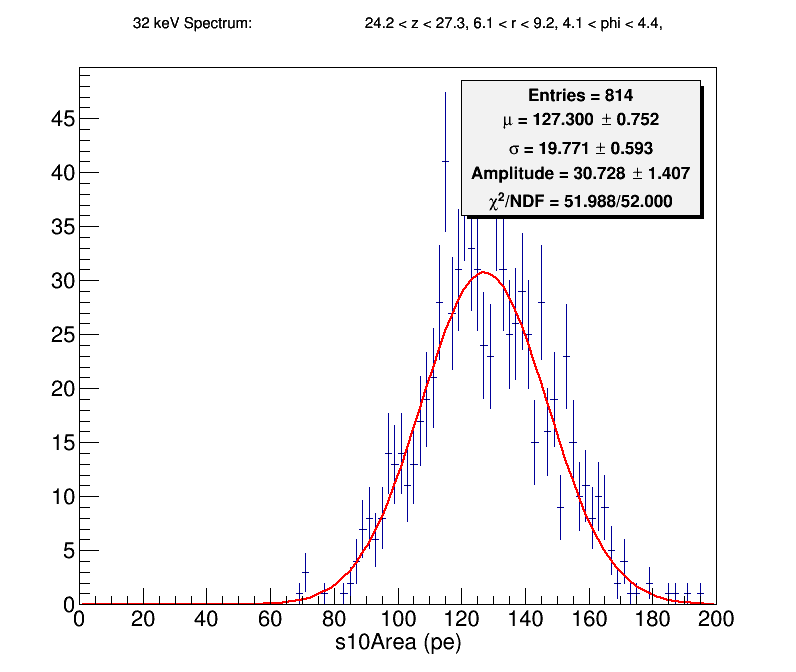 32 keV Spectrum: 24.2 < z < 27.3, 6.1 < r < 9.2, 4.1 < phi < 4.4,
Entries = 814
μ = 127.300 ± 0.752
σ = 19.771 ± 0.593
Amplitude = 30.728 ± 1.407
χ²/NDF = 51.988/52.000
45
40
35
30
25
20
15
10
5
0
0 20 40 60 80 100 120 140 160 180 200
s10Area (pe)